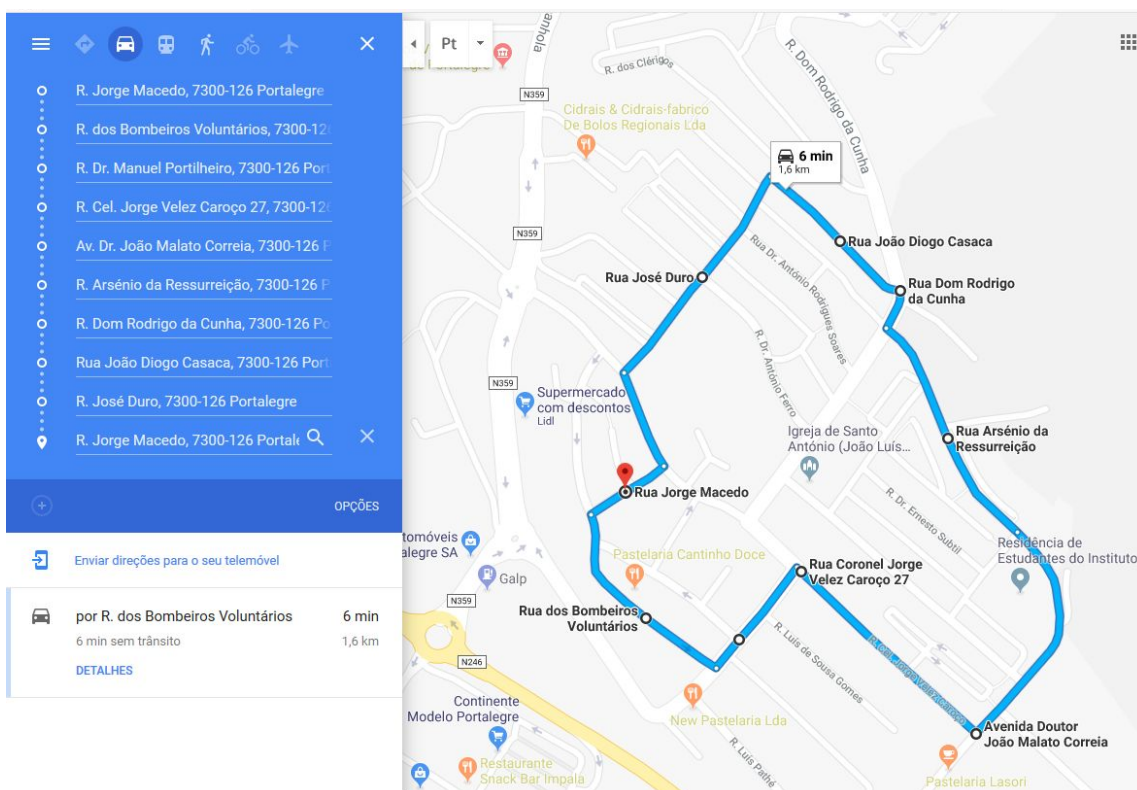 R. Jorge Macedo, 7300-126 Portalegre
R. dos Bombeiros Voluntários, 7300-12
R. Dr. Manuel Portilheiro, 7300-126 Port
R. Cel. Jorge Velez Caroço 27, 7300-12
Av. Dr. João Malato Correia, 7300-126 P
R. Arsénio da Ressurreição, 7300-126 P
R. Dom Rodrigo da Cunha, 7300-126 Po
Rua João Diogo Casaca, 7300-126 Port
R. José Duro, 7300-126 Portalegre
R. Jorge Macedo, 7300-126 Portale
OPÇÕES
Enviar direções para o seu telemóvel
por R. dos Bombeiros Voluntários
6 min
6 min sem trânsito
1,6 km
DETALHES
Pt
anhola
R. dos Clérigos
R. Dom Rodrigo da Cunha
N359
Cidrais & Cidrais-fabrico
De Bolos Regionais Lda
6 min
1,6 km
N359
Rua João Diogo Casaca
Rua José Duro
Rua Dr. António Rodrigues Soares
Rua Dom Rodrigo
da Cunha
R. Dr. António Ferro
N359
Supermercado
com descontos
Lidl
Igreja de Santo
António (João Luís...
Rua Arsénio da
Ressurreição
Rua Jorge Macedo
R. Dr. Ernesto Subtil
tomóveis
alegre SA
Galp
Pastelaria Cantinho Doce
Residência de
Estudantes do Instituto
Rua Coronel Jorge
Velez Caroço 27
N359
Rua dos Bombeiros
Voluntários
R. Luís de Sousa Gomes
R. Cel. Jorge Velez Caroço
N246
Continente
Modelo Portalegre
New Pastelaria Lda
Avenida Doutor
João Malato Correia
R. Luís Pathé
Restaurante
Snack Bar Impala
Pastelaria Lasori